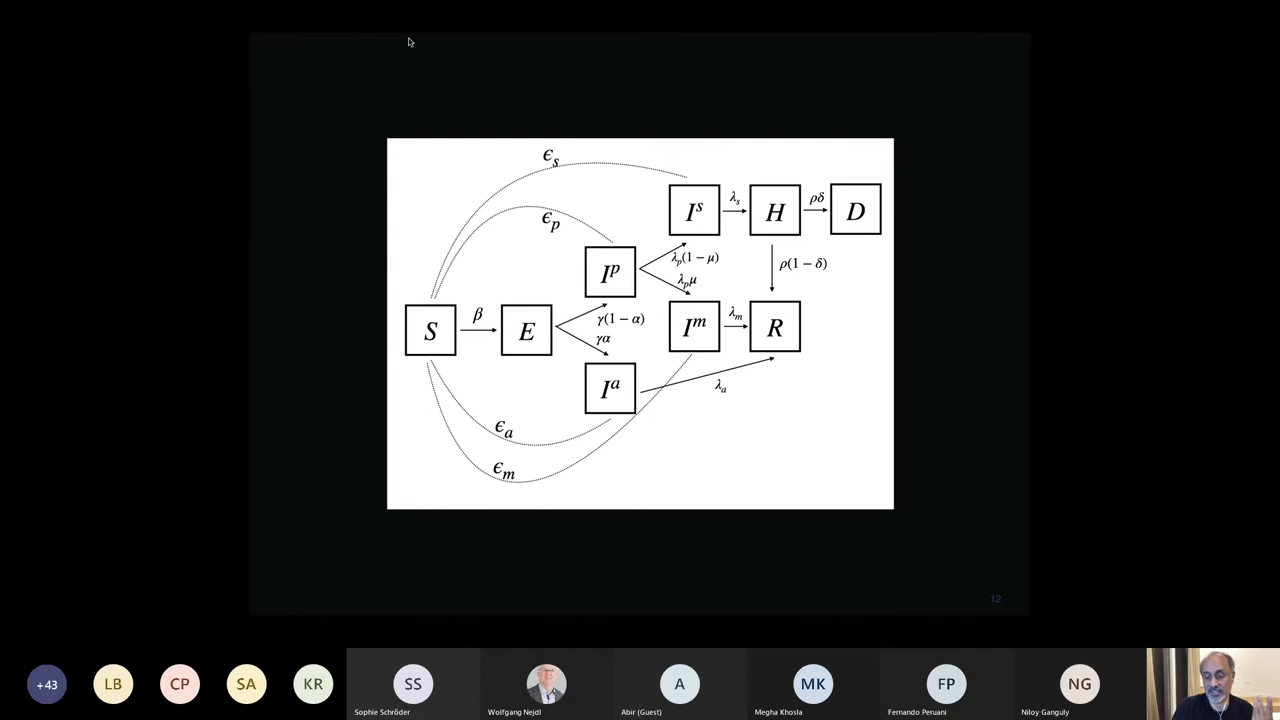 ϵₛ
ϵₚ
Iˢ
λₛ
H
ρδ
D
Iᵖ
λₚ(1 − μ)
λₚμ
ρ(1 − δ)
S
β
E
γ(1 − α)
γα
Iᵐ
λₘ
R
Iᵃ
λₐ
ϵₐ
ϵₘ
12
+43
LB
CP
SA
KR
SS
A
MK
FP
NG
Sophie Schröder
Wolfgang Nejdl
Abir (Guest)
Megha Khosla
Fernando Peruani
Niloy Ganguly